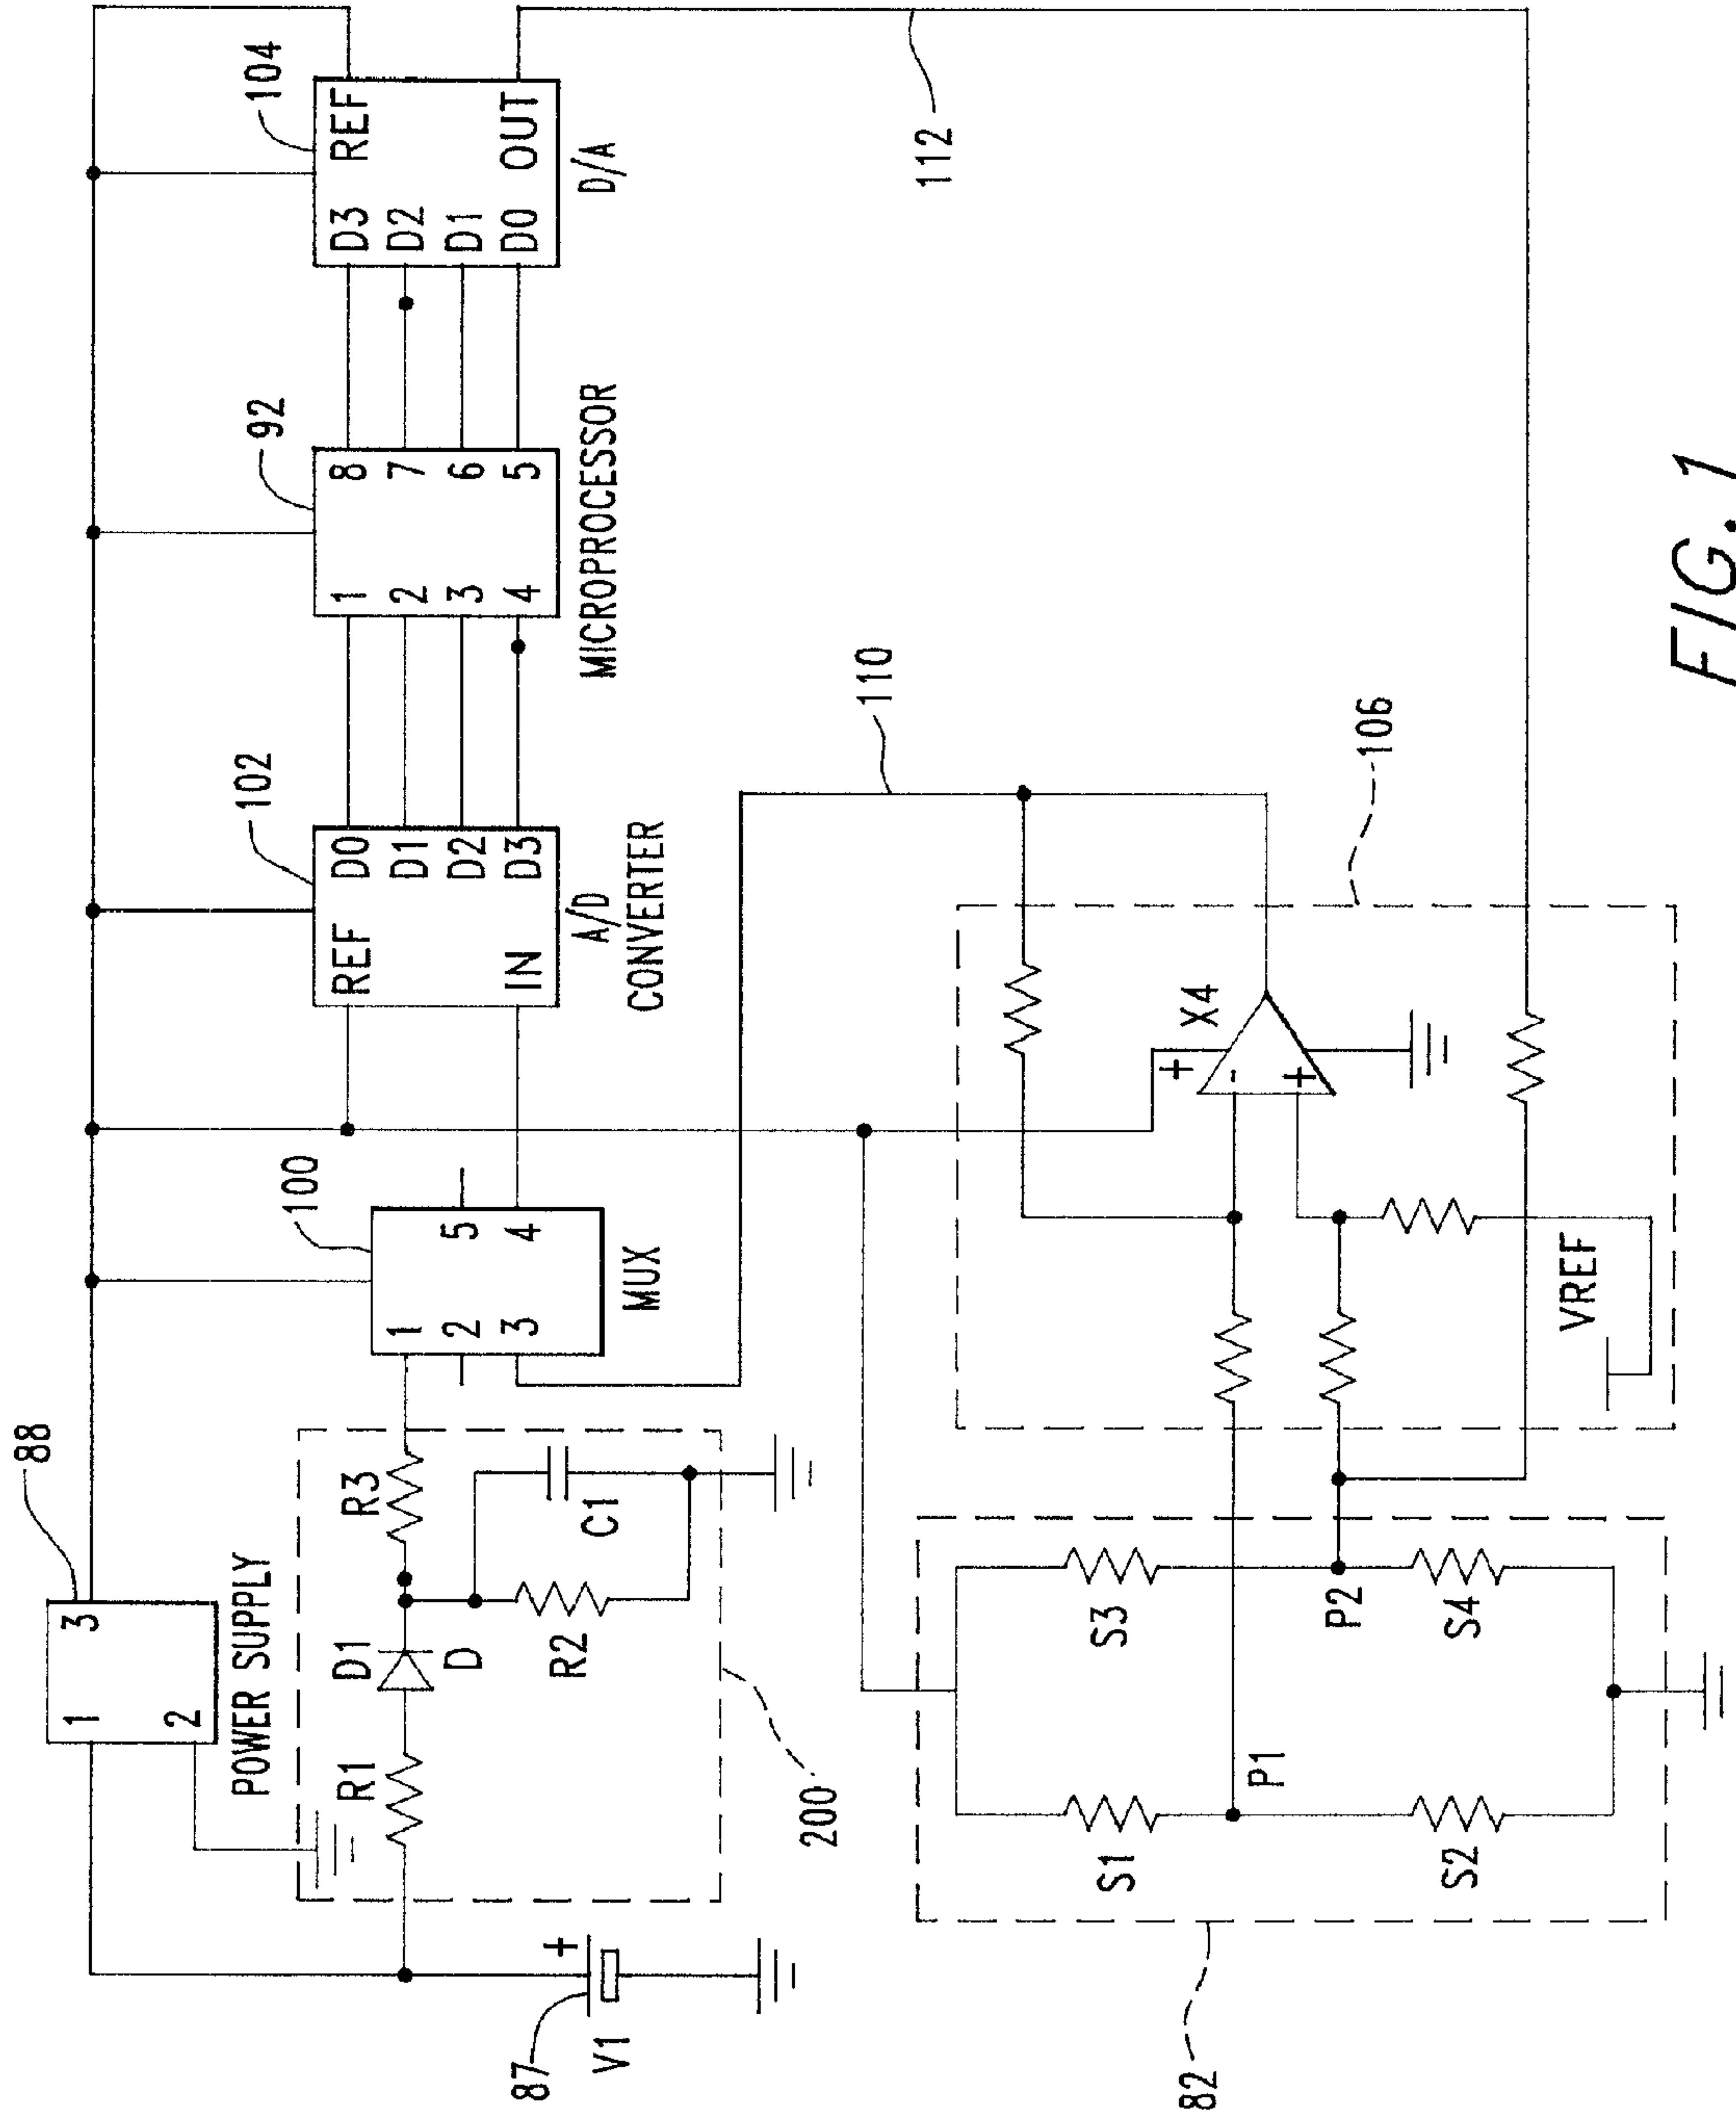 88
1
3
2
POWER SUPPLY
100
1
2
3
5
4
MUX
102
REF
IN
D0
D1
D2
D3
A/D
CONVERTER
92
1
2
3
4
8
7
6
5
MICROPROCESSOR
104
D3
D2
D1
D0
REF
OUT
D/A
87
+
V1
R1
D1
D
R3
R2
C1
200
110
112
82
S1
S2
S3
S4
P1
P2
+
X4
-
+
VREF
106
FIG. 1